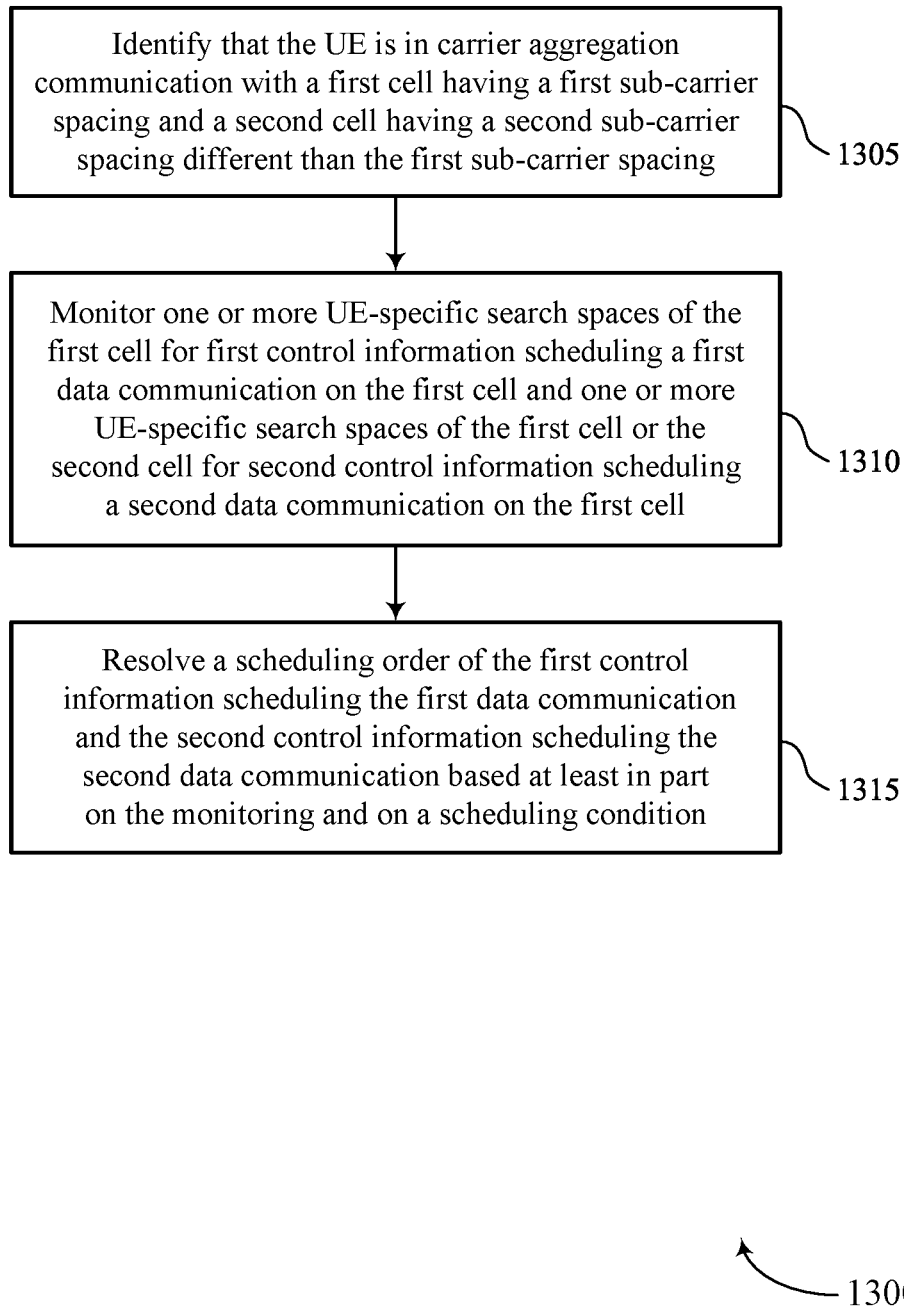 Identify that the UE is in carrier aggregation
communication with a first cell having a first sub-carrier
spacing and a second cell having a second sub-carrier
spacing different than the first sub-carrier spacing
1305
Monitor one or more UE-specific search spaces of the
first cell for first control information scheduling a first
data communication on the first cell and one or more
UE-specific search spaces of the first cell or the
second cell for second control information scheduling
a second data communication on the first cell
1310
Resolve a scheduling order of the first control
information scheduling the first data communication
and the second control information scheduling the
second data communication based at least in part
on the monitoring and on a scheduling condition
1315
1300